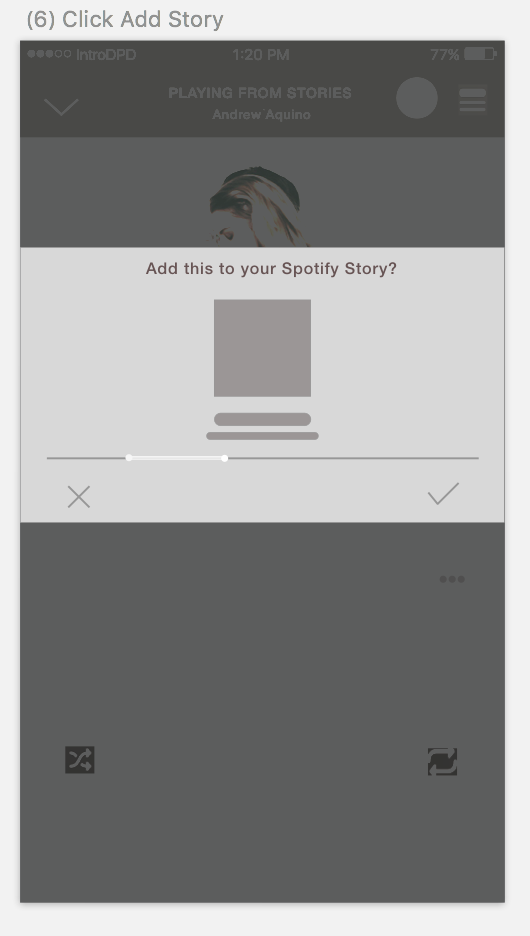 (6) Click Add Story
IntroDPD 1:20 PM 77%
PLAYING FROM STORIES
Andrew Aquino
Add this to your Spotify Story?